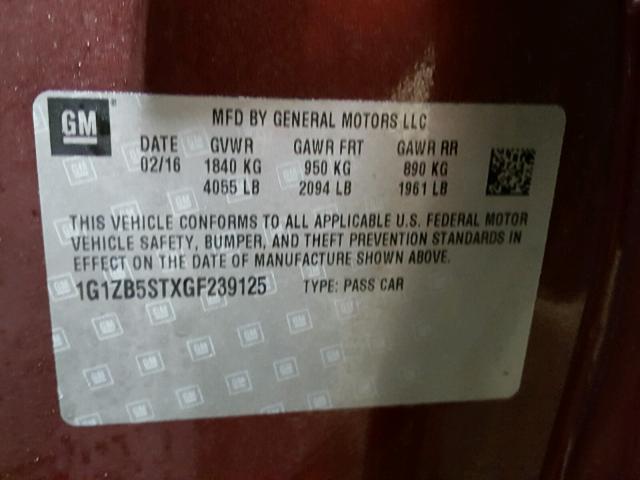 GM
MFD BY GENERAL MOTORS LLC
DATE GVWR GAWR FRT GAWR RR
02/16 1840 KG 950 KG 890 KG
4055 LB 2094 LB 1961 LB
THIS VEHICLE CONFORMS TO ALL APPLICABLE U.S. FEDERAL MOTOR
VEHICLE SAFETY, BUMPER, AND THEFT PREVENTION STANDARDS IN
EFFECT ON THE DATE OF MANUFACTURE SHOWN ABOVE.
1G1ZB5STXGF239125 TYPE: PASS CAR